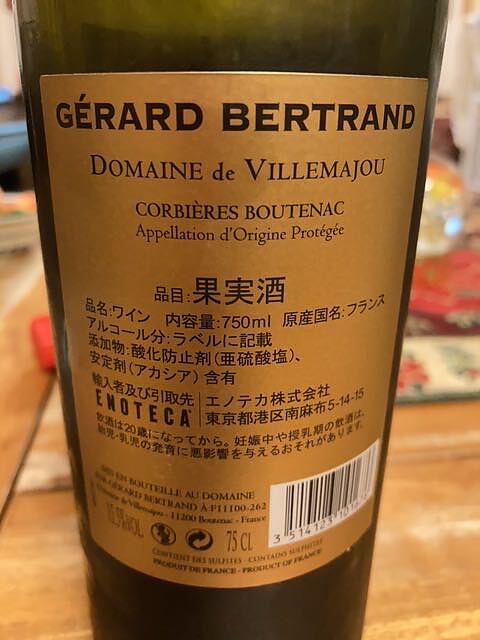 GÉRARD BERTRAND
DOMAINE de VILLEMAJOU
CORBIÈRES BOUTENAC
Appellation d'Origine Protégée
品目:果実酒
品名:ワイン 内容量:750ml 原産国名:フランス
アルコール分:ラベルに記載
添加物:酸化防止剤(亜硫酸塩)、
安定剤(アカシア)含有
輸入者及び引取先
ENOTECA
エノテカ株式会社
東京都港区南麻布5-14-15
飲酒は20歳になってから。妊娠中や授乳期の飲酒は、
胎児・乳児の発育に悪影響を与えるおそれがあります。
MIS EN BOUTEILLE AU DOMAINE
PAR GÉRARD BERTRAND À F11100-262
Domaine de Villemajou - 11200 Boutenac - France
75 CL
3 514123
CONTIENT DES SULFITES - CONTAINS SULPHITES
PRODUIT DE FRANCE - PRODUCT OF FRANCE